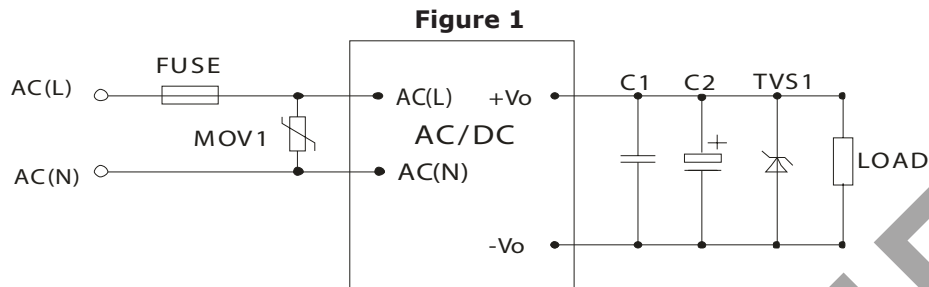 Figure 1
FUSE
AC(L)
MOV1
AC(N)
AC(L)
+Vo
AC/DC
AC(N)
-Vo
C1
C2
TVS1
+
LOAD